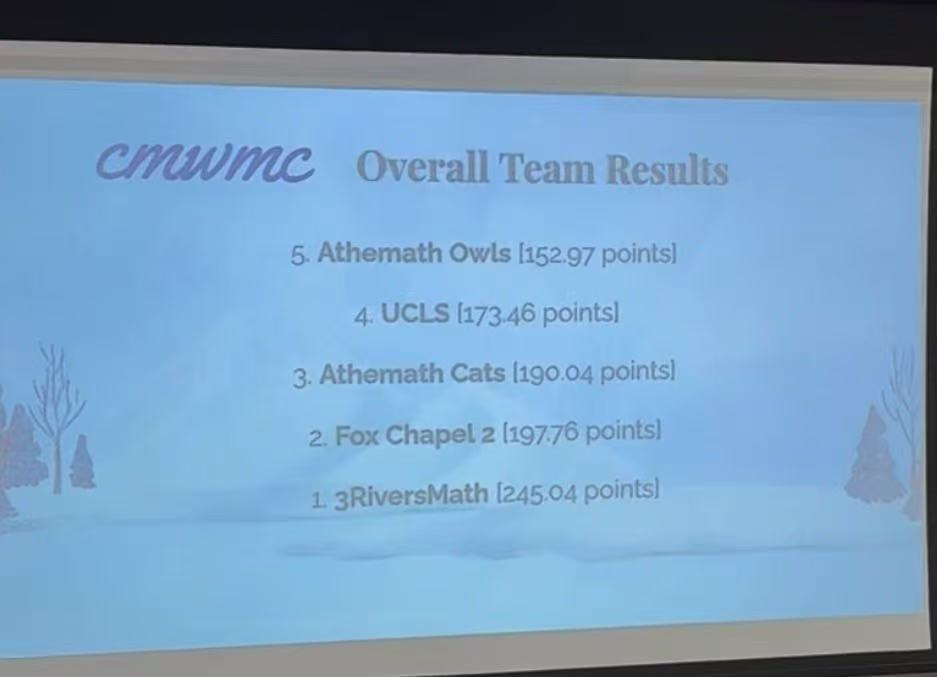 cmwmc Overall Team Results
5. Athemath Owls [152.97 points]
4. UCLS [173.46 points]
3. Athemath Cats [190.04 points]
2. Fox Chapel 2 [197.76 points]
1. 3RiversMath [245.04 points]